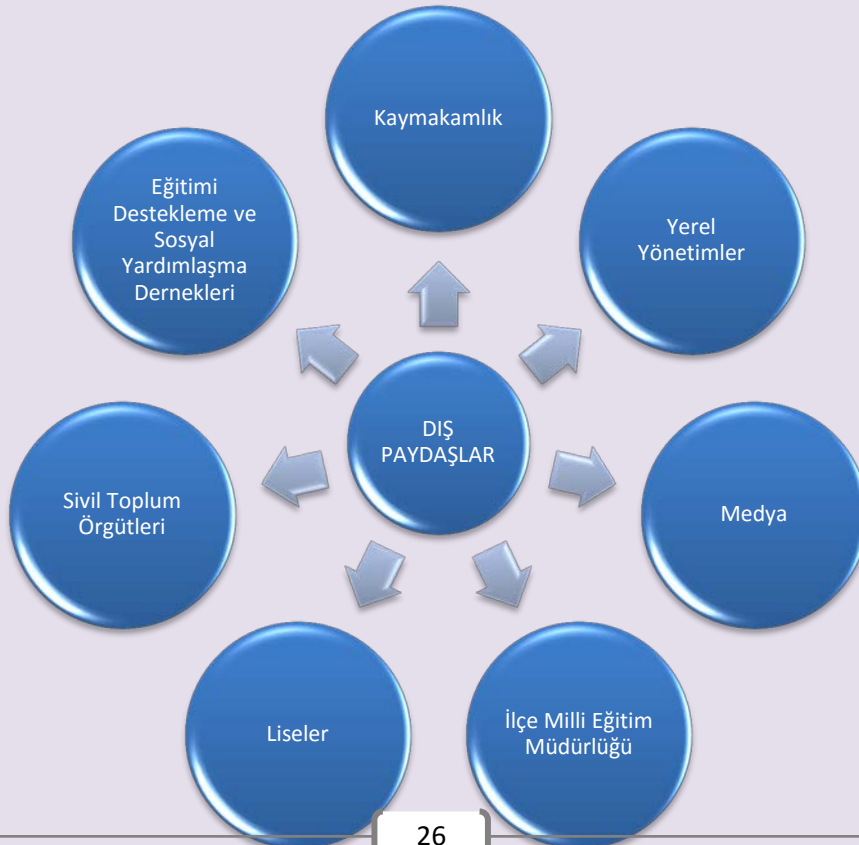 Kaymakamlık
Yerel
Yönetimler
Medya
İlçe Milli Eğitim
Müdürlüğü
Liseler
Sivil Toplum
Örgütleri
Eğitimi
Destekleme ve
Sosyal
Yardımlaşma
Dernekleri
DIŞ
PAYDAŞLAR
26